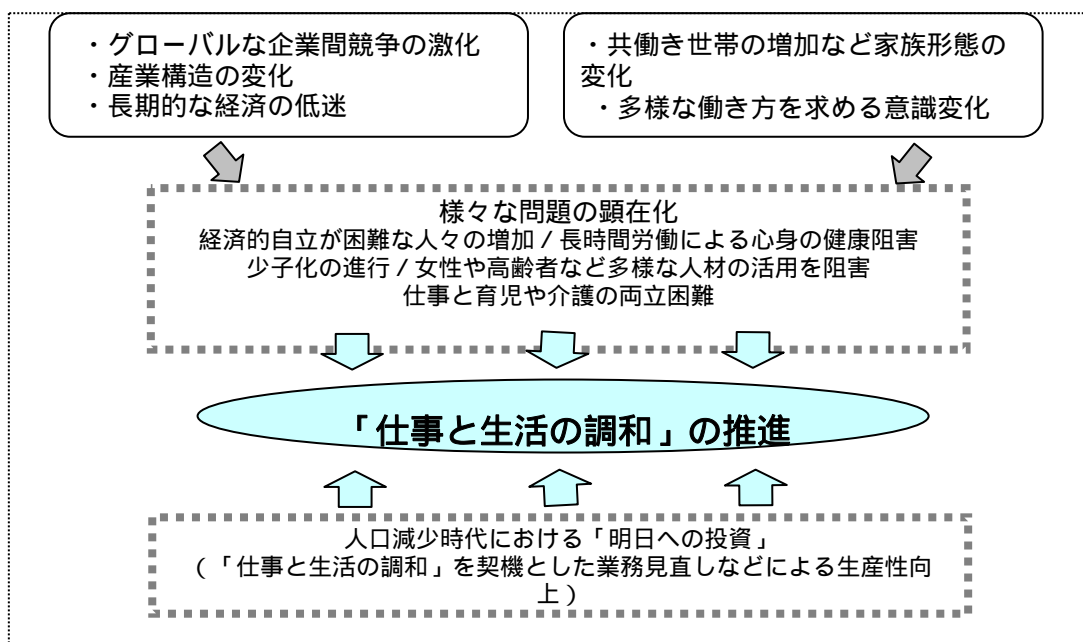 ・グローバルな企業間競争の激化
・産業構造の変化
・長期的な経済の低迷
・共働き世帯の増加など家族形態の
変化
・多様な働き方を求める意識変化
様々な問題の顕在化
経済的自立が困難な人々の増加/長時間労働による心身の健康阻害
少子化の進行/女性や高齢者など多様な人材の活用を阻害
仕事と育児や介護の両立困難
「仕事と生活の調和」の推進
人口減少時代における「明日への投資」
(「仕事と生活の調和」を契機とした業務見直しなどによる生産性向
上)